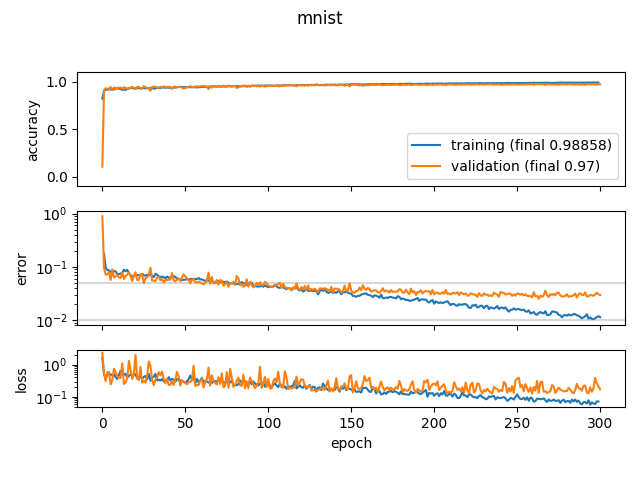 mnist
accuracy
1.0
0.5
0.0
training (final 0.98858)
validation (final 0.97)
error
10⁰
10⁻¹
10⁻²
loss
10⁰
10⁻¹
0 50 100 150 200 250 300
epoch